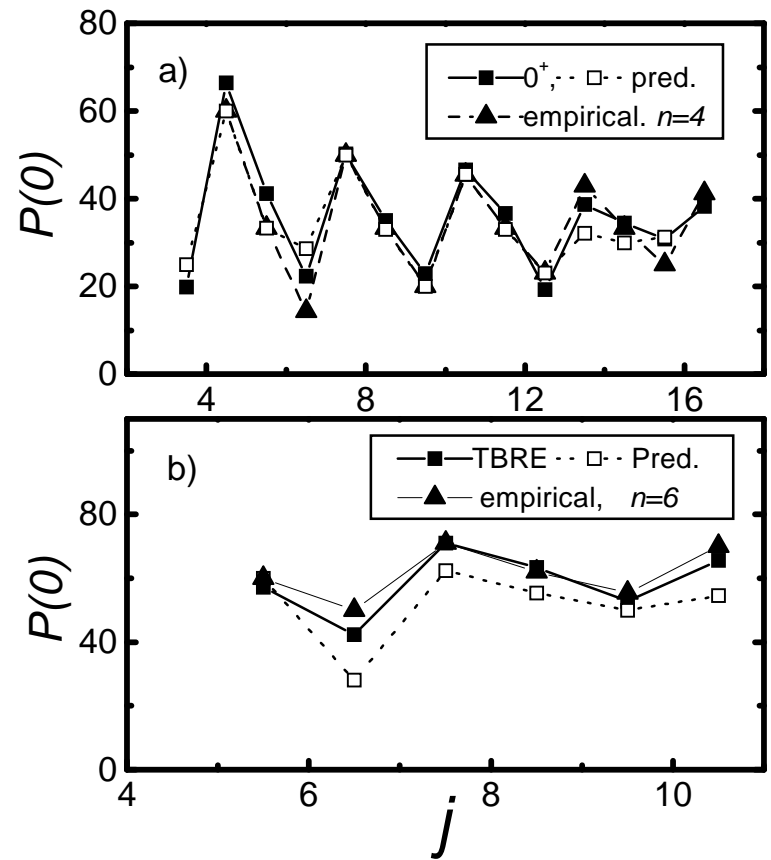 80
a)
0⁺, pred.
empirical. n=4
60
40
20
0
P(0)
4 8 12 16
b)
TBRE Pred.
empirical, n=6
80
40
0
P(0)
4 6 8 10
j